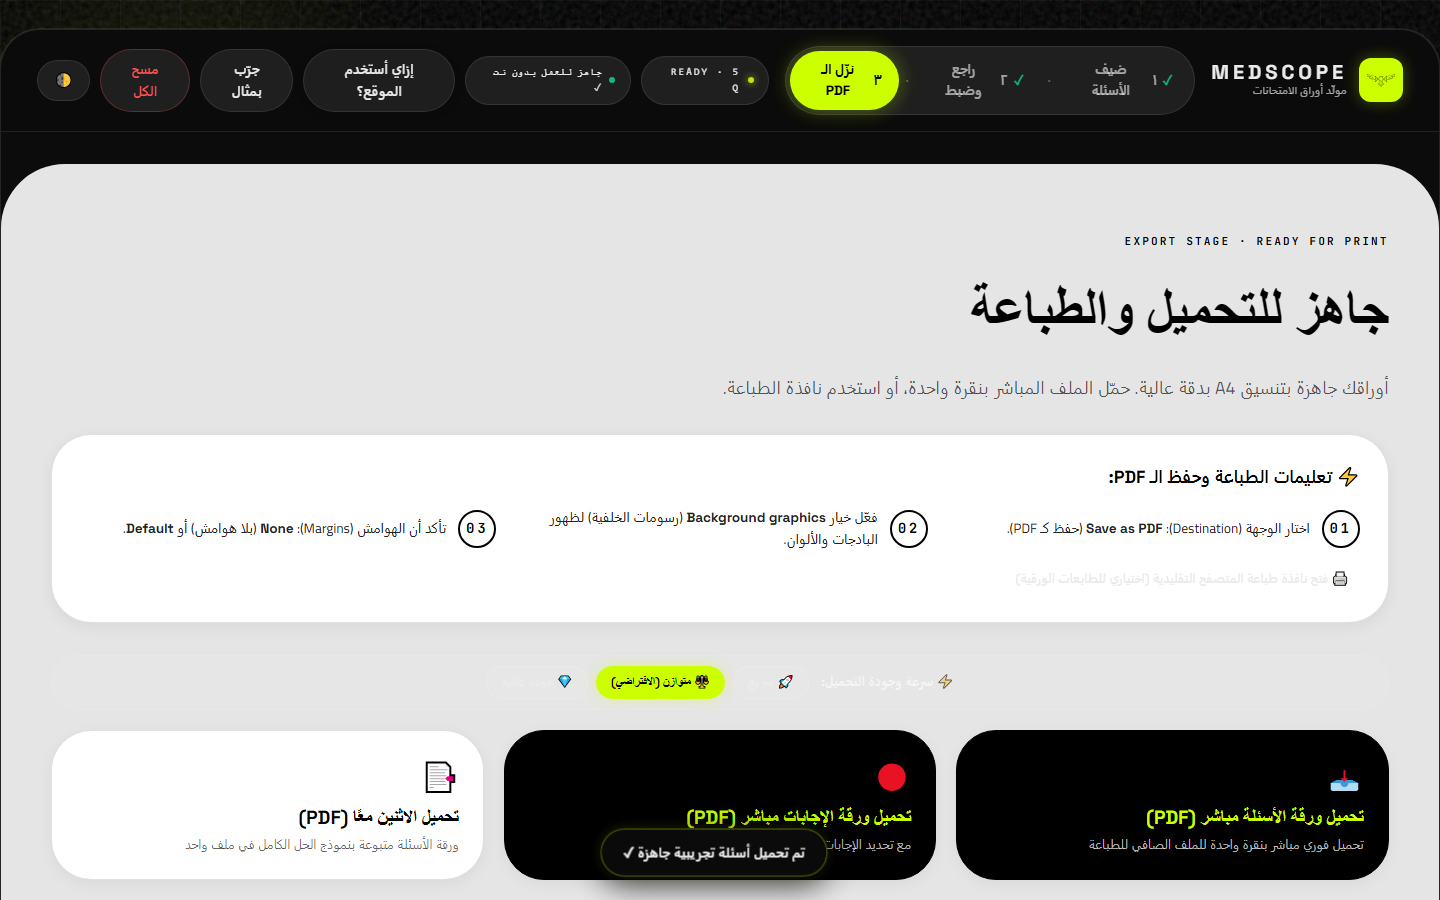 MEDSCOPE
مولّد أوراق الامتحانات
✓ ١ ضيف الأسئلة
✓ ٢ راجع وضبط
٣ نزّل الـ PDF
READY · 5 Q
جاهز للعمل بدون نت ✓
إزاي أستخدم الموقع؟
جرّب بمثال
مسح الكل
EXPORT STAGE · READY FOR PRINT
جاهز للتحميل والطباعة
أوراقك جاهزة بتنسيق A4 بدقة عالية. حمّل الملف المباشر بنقرة واحدة، أو استخدم نافذة الطباعة.
تعليمات الطباعة وحفظ الـ PDF:
01 اختار الوجهة (Destination): Save as PDF (حفظ كـ PDF).
02 فعّل خيار Background graphics (رسومات الخلفية) لظهور
البادجات والألوان.
03 تأكد أن الهوامش (Margins): None (بلا هوامش) أو Default.
فتح نافذة طباعة المتصفح التقليدية (اختياري للطابعات الورقية)
سرعة وجودة التحميل:
متوازن (الافتراضي)
تحميل ورقة الأسئلة مباشر (PDF)
تحميل فوري مباشر بنقرة واحدة للملف الصافي للطباعة
تحميل ورقة الإجابات مباشر (PDF)
مع تحديد الإجابات
تحميل الاثنين معًا (PDF)
ورقة الأسئلة متبوعة بنموذج الحل الكامل في ملف واحد
تم تحميل أسئلة تجريبية جاهزة ✓